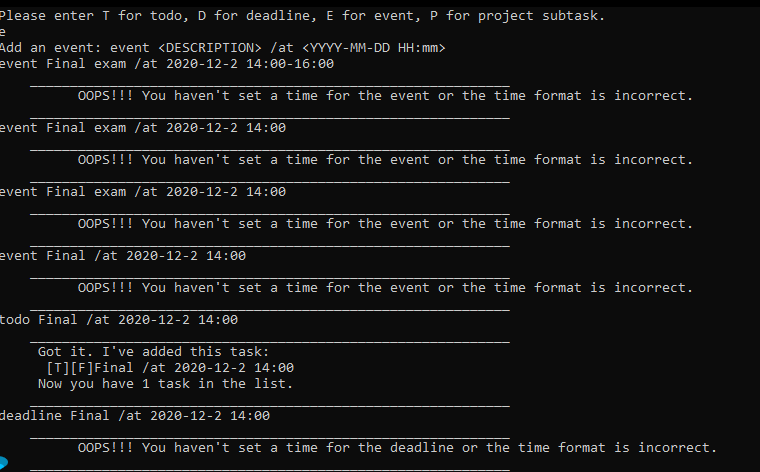 Please enter T for todo, D for deadline, E for event, P for project subtask.
e
Add an event: event <DESCRIPTION> /at <YYYY-MM-DD HH:mm>
event Final exam /at 2020-12-2 14:00-16:00
____________________________________________________________
OOPS!!! You haven't set a time for the event or the time format is incorrect.
____________________________________________________________
event Final exam /at 2020-12-2 14:00
____________________________________________________________
OOPS!!! You haven't set a time for the event or the time format is incorrect.
____________________________________________________________
event Final exam /at 2020-12-2 14:00
____________________________________________________________
OOPS!!! You haven't set a time for the event or the time format is incorrect.
____________________________________________________________
event Final /at 2020-12-2 14:00
____________________________________________________________
OOPS!!! You haven't set a time for the event or the time format is incorrect.
____________________________________________________________
todo Final /at 2020-12-2 14:00
____________________________________________________________
Got it. I've added this task:
[T][F]Final /at 2020-12-2 14:00
Now you have 1 task in the list.
____________________________________________________________
deadline Final /at 2020-12-2 14:00
____________________________________________________________
OOPS!!! You haven't set a time for the deadline or the time format is incorrect.
____________________________________________________________